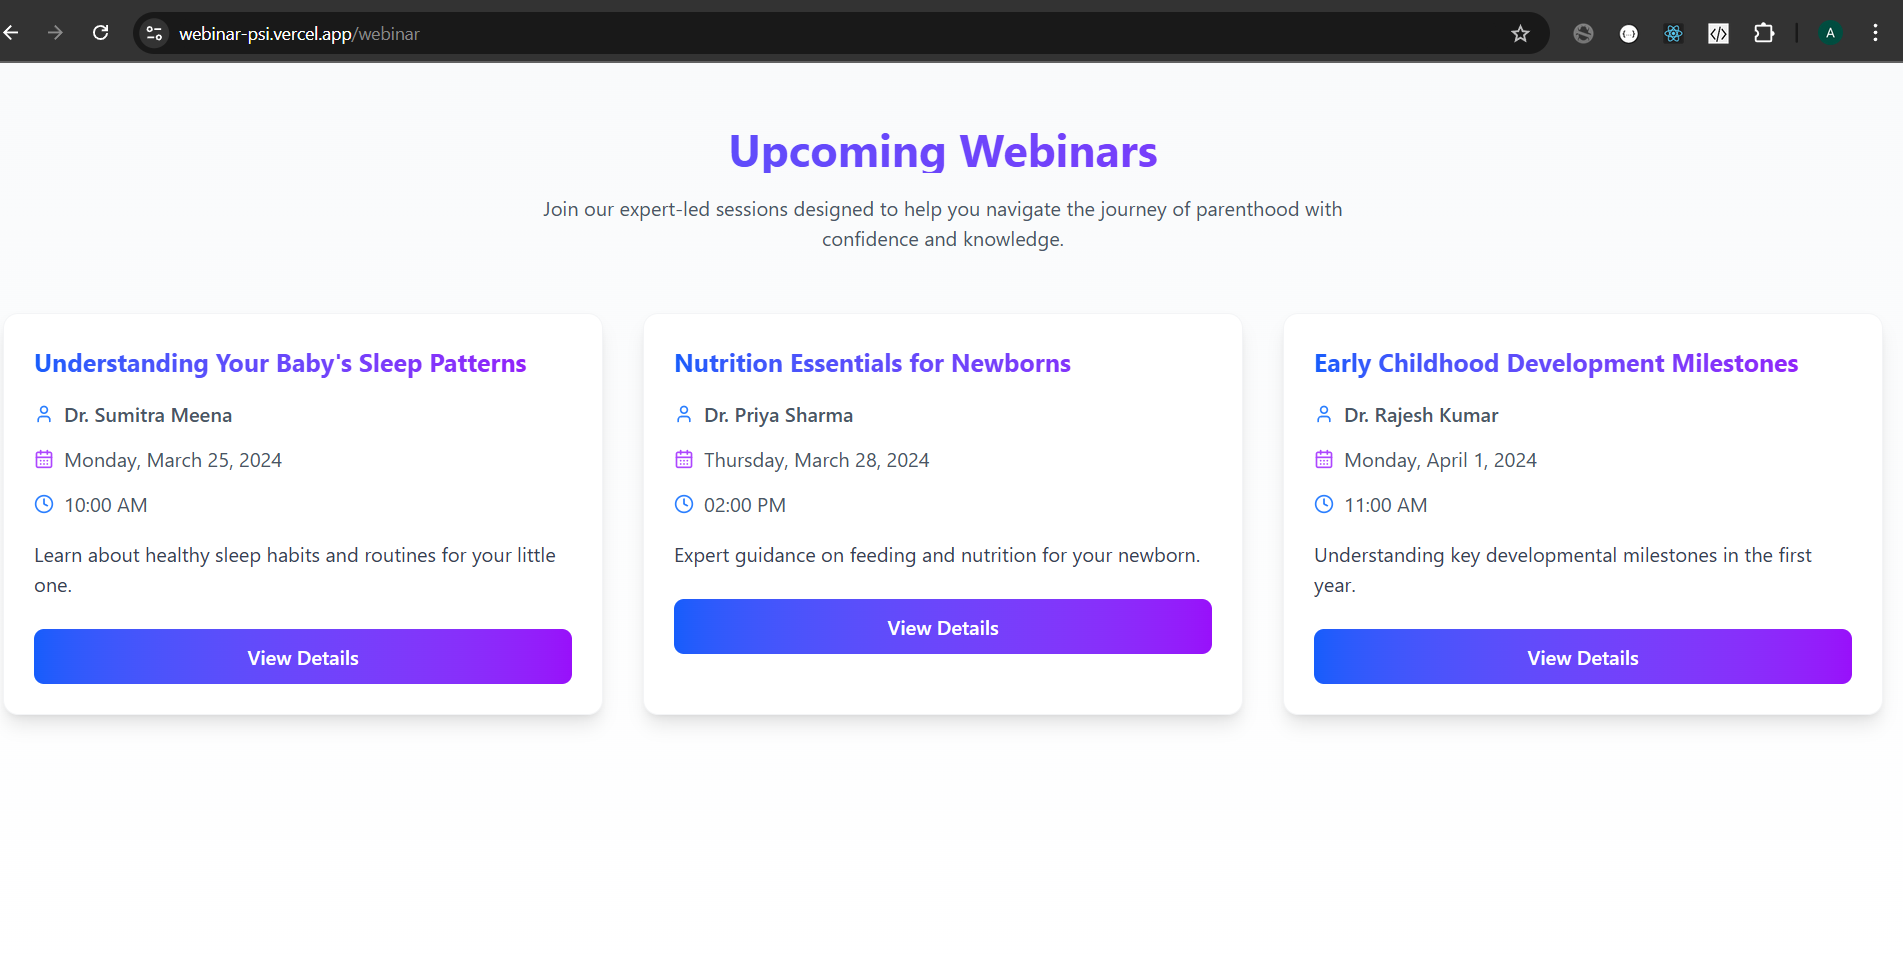 webinar-psi.vercel.app/webinar
A
Upcoming Webinars
Join our expert-led sessions designed to help you navigate the journey of parenthood with
confidence and knowledge.
Understanding Your Baby's Sleep Patterns
Dr. Sumitra Meena
Monday, March 25, 2024
10:00 AM
Learn about healthy sleep habits and routines for your little
one.
View Details
Nutrition Essentials for Newborns
Dr. Priya Sharma
Thursday, March 28, 2024
02:00 PM
Expert guidance on feeding and nutrition for your newborn.
View Details
Early Childhood Development Milestones
Dr. Rajesh Kumar
Monday, April 1, 2024
11:00 AM
Understanding key developmental milestones in the first
year.
View Details